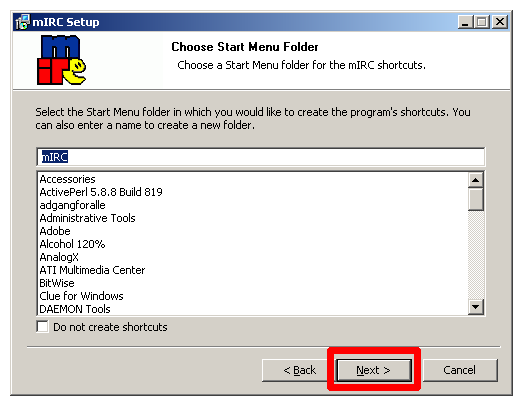 mIRC Setup
mIRC
Choose Start Menu Folder
Choose a Start Menu folder for the mIRC shortcuts.
Select the Start Menu folder in which you would like to create the program's shortcuts. You
can also enter a name to create a new folder.
mIRC
Accessories
ActivePerl 5.8.8 Build 819
adgangforalle
Administrative Tools
Adobe
Alcohol 120%
AnalogX
ATI Multimedia Center
BitWise
Clue for Windows
DAEMON Tools
Do not create shortcuts
< Back
Next >
Cancel